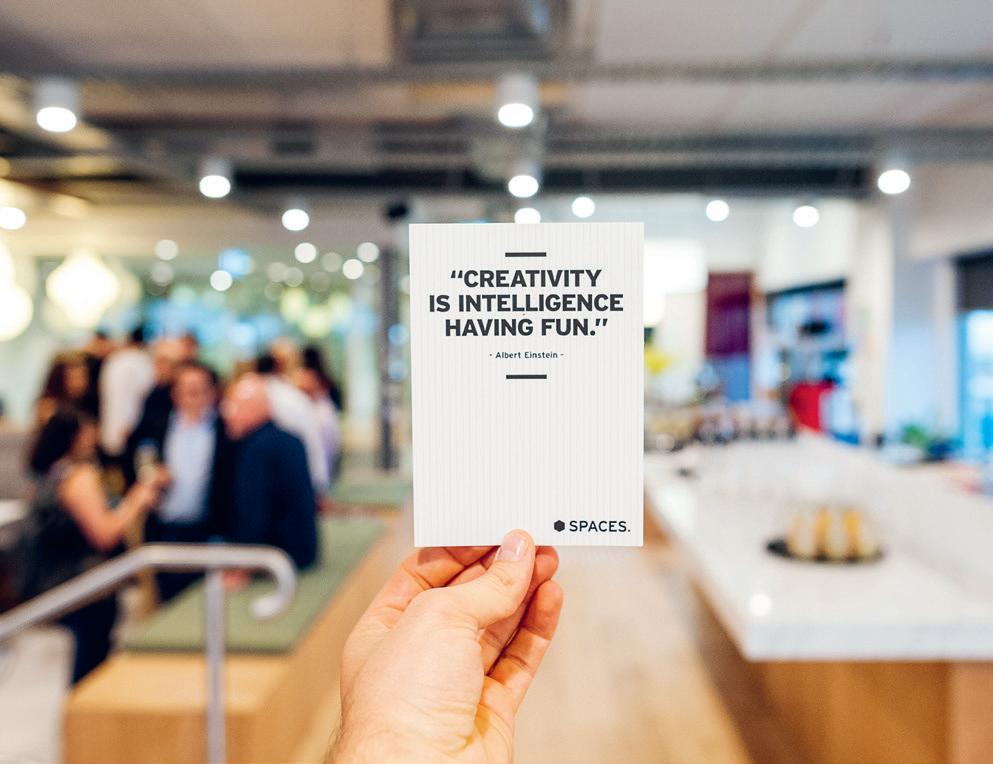 “CREATIVITY
IS INTELLIGENCE
HAVING FUN.”
- Albert Einstein -
SPACES.